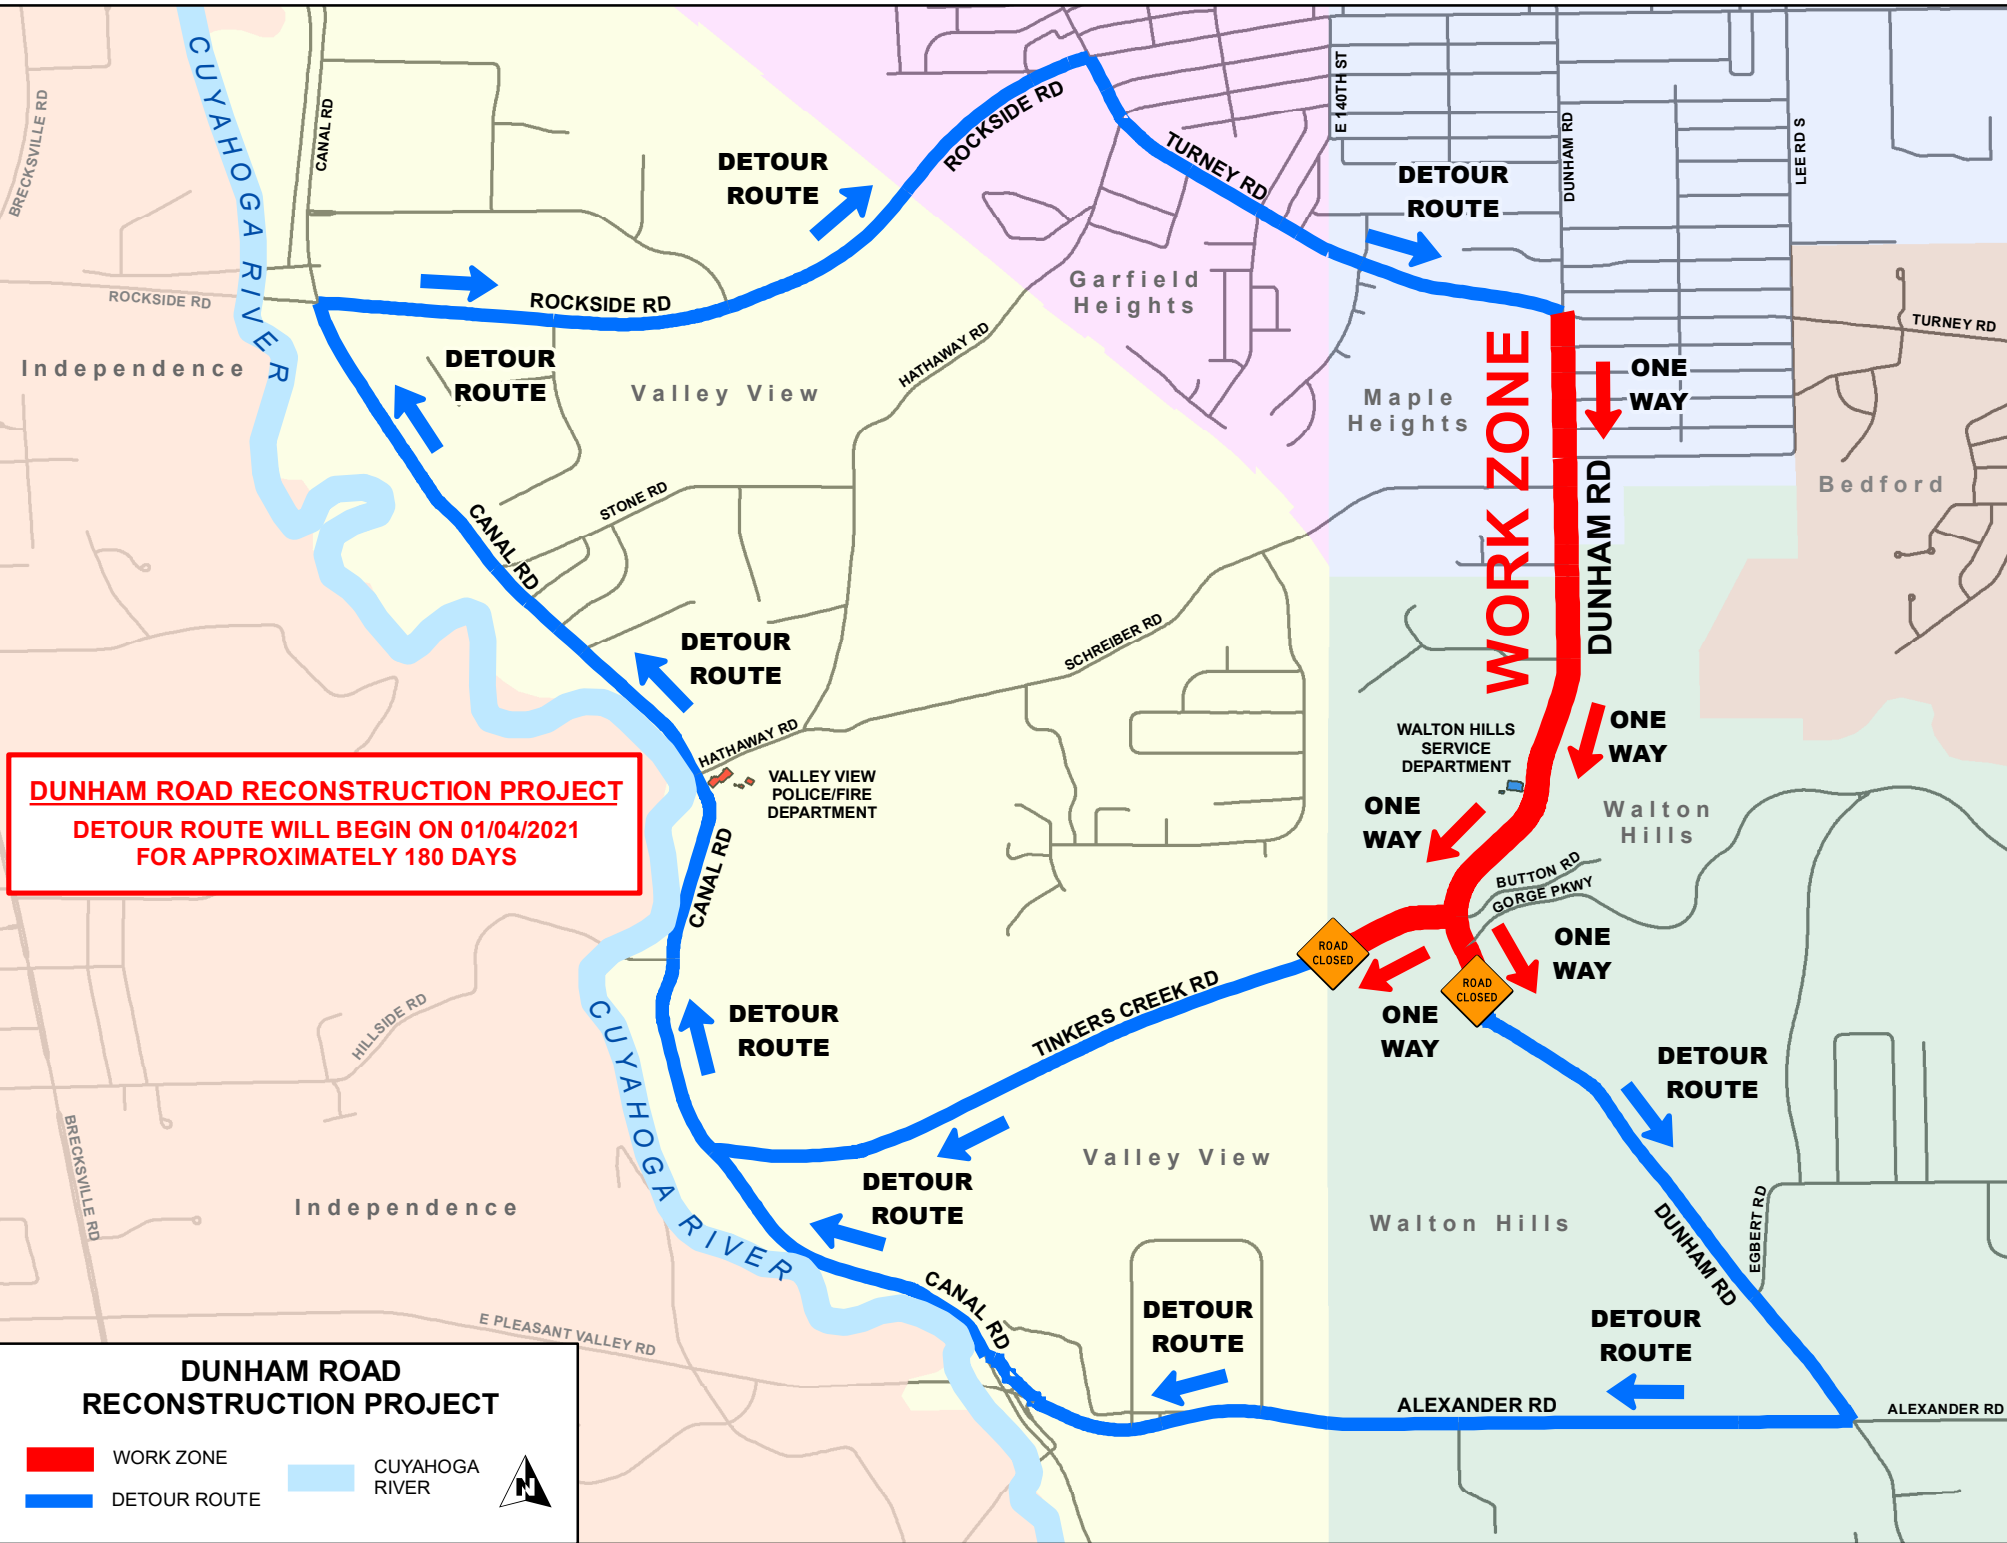 CUYAHOGA RIVER
BRECKSVILLE RD
CANAL RD
ROCKSIDE RD
TURNEY RD
E 140TH ST
DUNHAM RD
LEE RD S
DETOUR
ROUTE
DETOUR
ROUTE
ROCKSIDE RD
ROCKSIDE RD
Garfield
Heights
TURNEY RD
Independence
DETOUR
ROUTE
Valley View
HATHAWAY RD
Maple
Heights
WORK ZONE
ONE
WAY
DUNHAM RD
Bedford
STONE RD
CANAL RD
DETOUR
ROUTE
SCHREIBER RD
HATHAWAY RD
VALLEY VIEW
POLICE/FIRE
DEPARTMENT
WALTON HILLS
SERVICE
DEPARTMENT
ONE
WAY
ONE
WAY
Walton
Hills
DUNHAM ROAD RECONSTRUCTION PROJECT
DETOUR ROUTE WILL BEGIN ON 01/04/2021
FOR APPROXIMATELY 180 DAYS
CANAL RD
BUTTON RD
GORGE PKWY
ROAD
CLOSED
ROAD
CLOSED
ONE
WAY
ONE
WAY
HILLSIDE RD
CUYAHOGA RIVER
DETOUR
ROUTE
TINKERS CREEK RD
DETOUR
ROUTE
BRECKSVILLE RD
Independence
DETOUR
ROUTE
Valley View
Walton Hills
DUNHAM RD
EGBERT RD
E PLEASANT VALLEY RD
CANAL RD
DETOUR
ROUTE
DETOUR
ROUTE
ALEXANDER RD
ALEXANDER RD
DUNHAM ROAD
RECONSTRUCTION PROJECT
WORK ZONE
DETOUR ROUTE
CUYAHOGA
RIVER
N